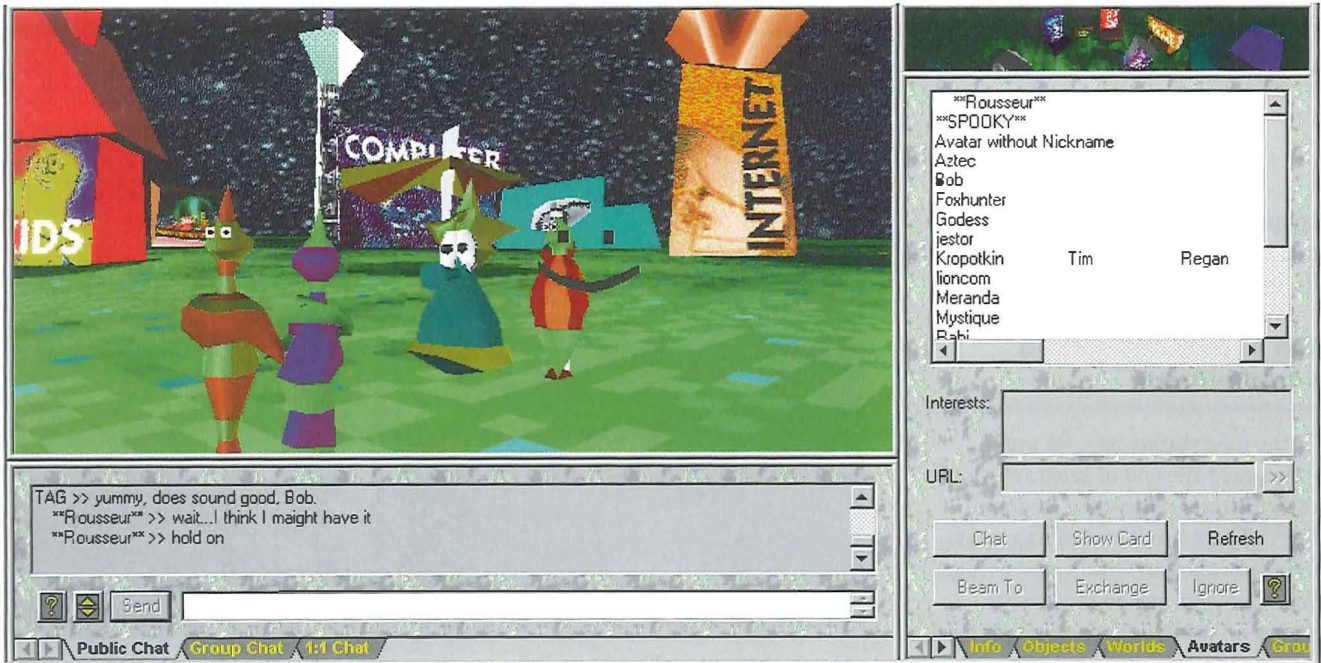 IDS
COMPUTER
INTERNET
TAG >> yummy, does sound good, Bob.
**Rousseur** >> wait...I think I maight have it
**Rousseur** >> hold on
?
Send
Public Chat
Group Chat
1:1 Chat
**Rousseur**
**SPOOKY**
Avatar without Nickname
Aztec
Bob
Foxhunter
Godess
jestor
Kropotkin Tim Regan
lioncom
Meranda
Mystique
Rabi
Interests:
URL:
>>
Chat
Show Card
Refresh
Beam To
Exchange
Ignore
?
Info
Objects
Worlds
Avatars
Grou